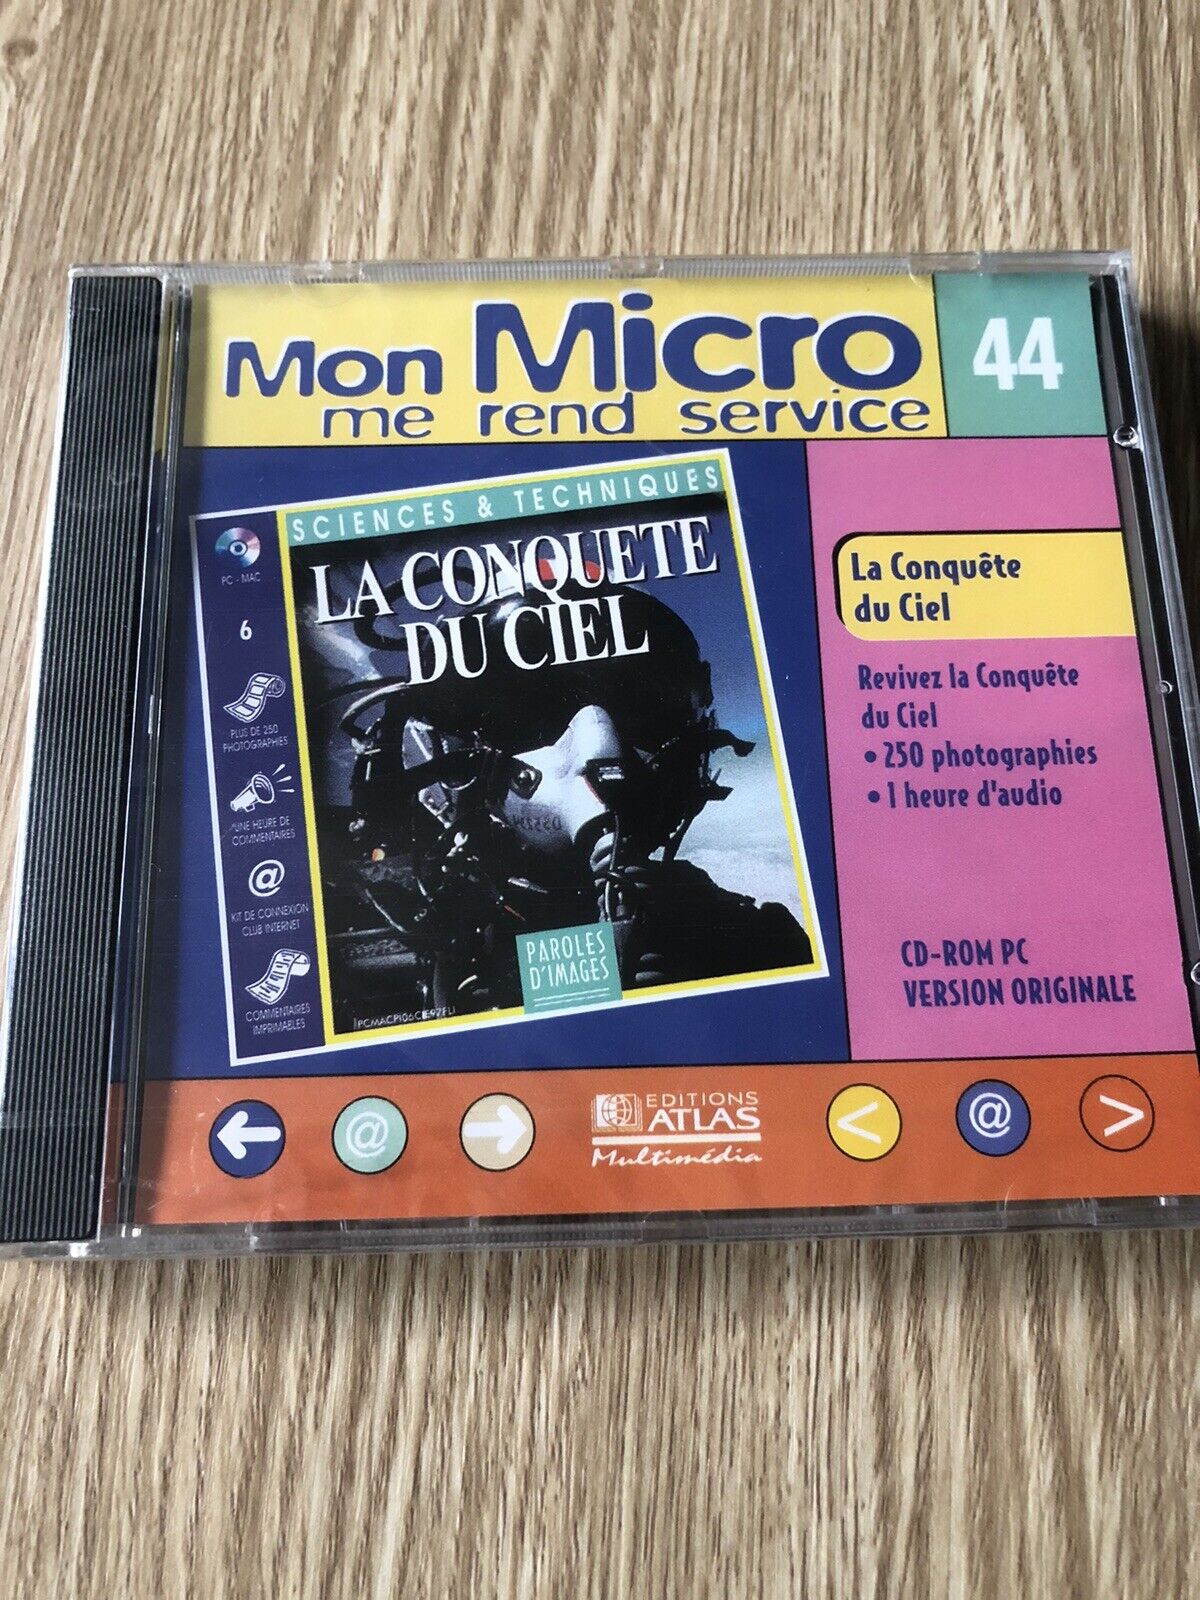 Mon Micro
me rend service
44
SCIENCES & TECHNIQUES
LA CONQUETE
DU CIEL
PC - MAC
6
PLUS DE 250
PHOTOGRAPHIES
UNE HEURE DE
COMMENTAIRES
@
KIT DE CONNEXION
CLUB INTERNET
COMMENTAIRES
IMPRIMABLES
PAROLES
D'IMAGES
La Conquête
du Ciel
Revivez la Conquête
du Ciel
• 250 photographies
• 1 heure d'audio
CD-ROM PC
VERSION ORIGINALE
@
EDITIONS
ATLAS
Multimédia
<
@
>